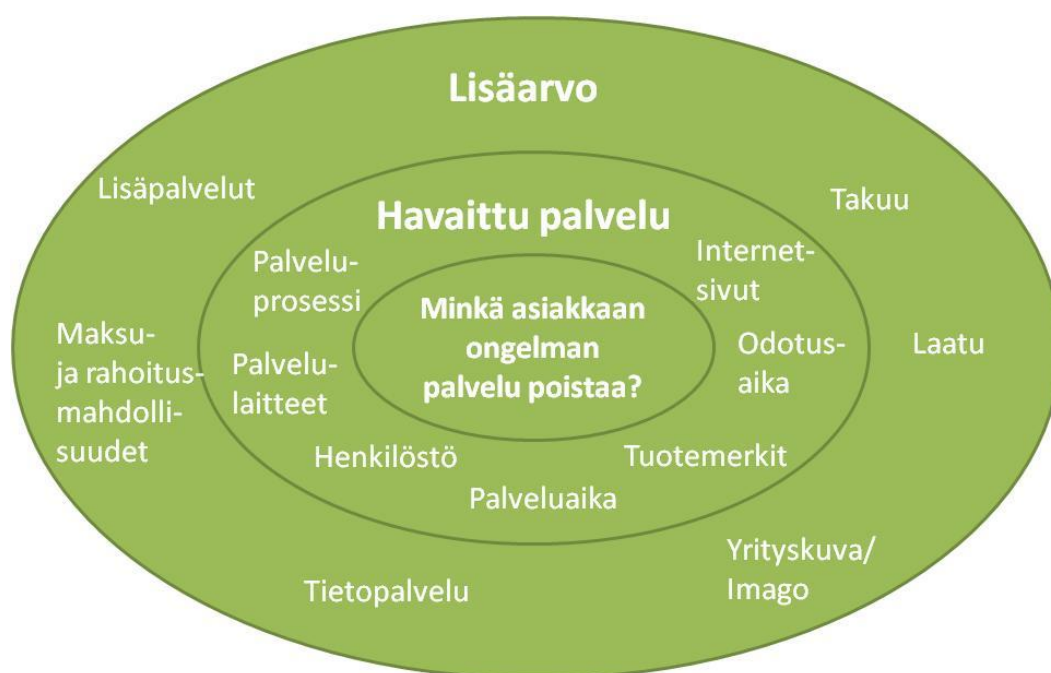 Lisäarvo
Lisäpalvelut
Takuu
Havaittu palvelu
Palvelu-
prosessi
Internet-
sivut
Minkä asiakkaan
ongelman
palvelu poistaa?
Maksu-
ja rahoitus-
mahdolli-
suudet
Palvelu-
laitteet
Odotus-
aika
Laatu
Henkilöstö
Tuotemerkit
Palveluaika
Tietopalvelu
Yrityskuva/
Imago